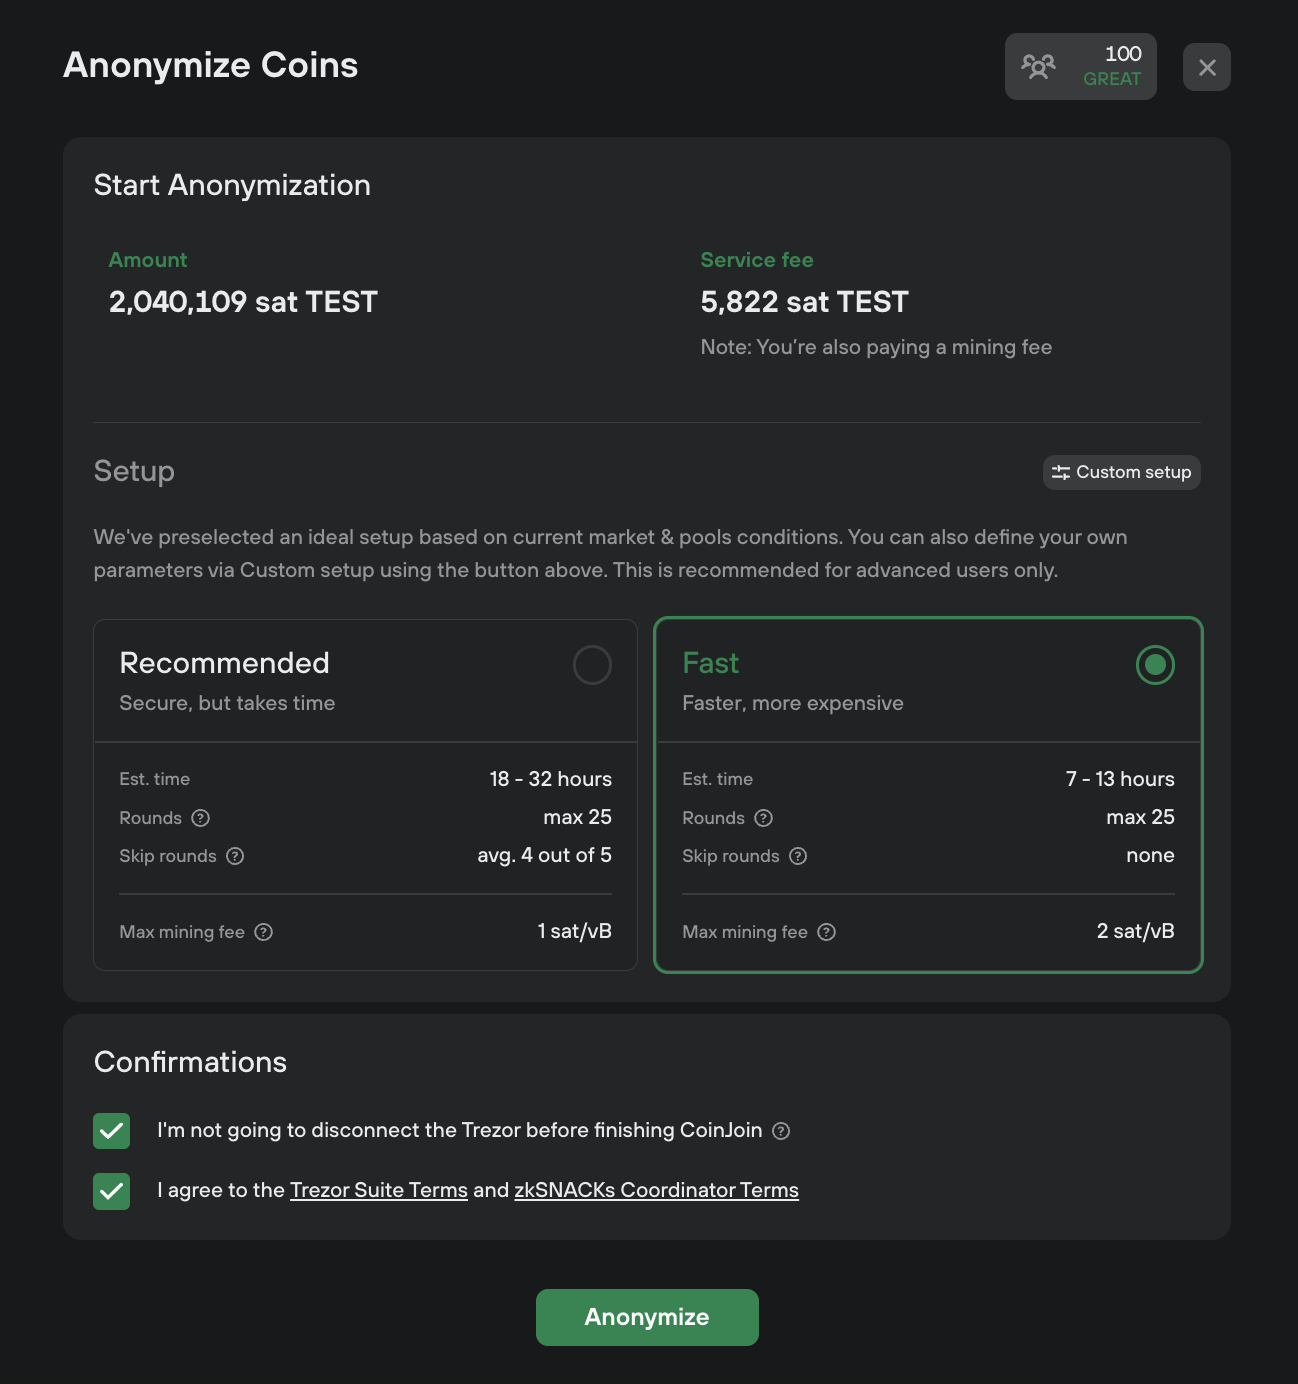 Anonymize Coins
100
GREAT
Start Anonymization
Amount
2,040,109 sat TEST
Service fee
5,822 sat TEST
Note: You’re also paying a mining fee
Setup
Custom setup
We've preselected an ideal setup based on current market & pools conditions. You can also define your own
parameters via Custom setup using the button above. This is recommended for advanced users only.
Recommended
Secure, but takes time
Est. time 18 - 32 hours
Rounds ? max 25
Skip rounds ? avg. 4 out of 5
Max mining fee ? 1 sat/vB
Fast
Faster, more expensive
Est. time 7 - 13 hours
Rounds ? max 25
Skip rounds ? none
Max mining fee ? 2 sat/vB
Confirmations
I'm not going to disconnect the Trezor before finishing CoinJoin ?
I agree to the Trezor Suite Terms and zkSNACKs Coordinator Terms
Anonymize